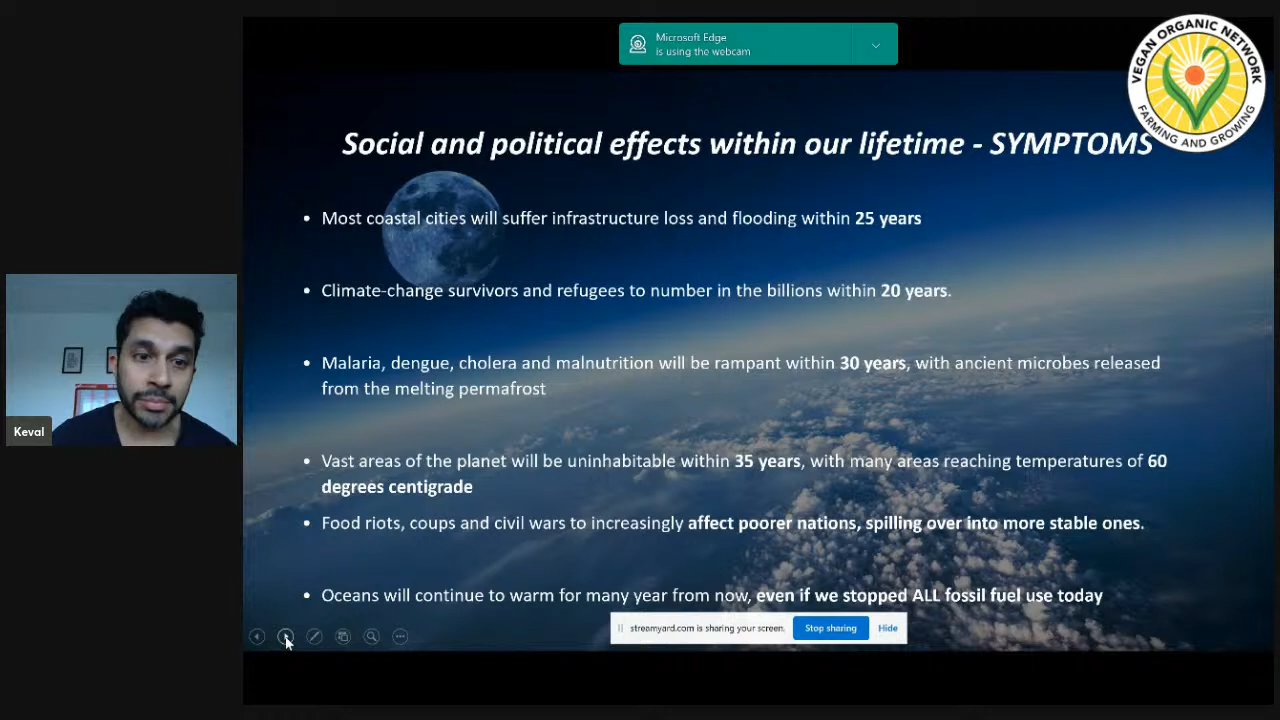 Microsoft Edge
is using the webcam
VEGAN ORGANIC NETWORK
FARMING AND GROWING
Social and political effects within our lifetime - SYMPTOMS
• Most coastal cities will suffer infrastructure loss and flooding within 25 years
• Climate-change survivors and refugees to number in the billions within 20 years.
• Malaria, dengue, cholera and malnutrition will be rampant within 30 years, with ancient microbes released
from the melting permafrost
Keval
• Vast areas of the planet will be uninhabitable within 35 years, with many areas reaching temperatures of 60
degrees centigrade
• Food riots, coups and civil wars to increasingly affect poorer nations, spilling over into more stable ones.
• Oceans will continue to warm for many year from now, even if we stopped ALL fossil fuel use today
streamyard.com is sharing your screen. Stop sharing Hide